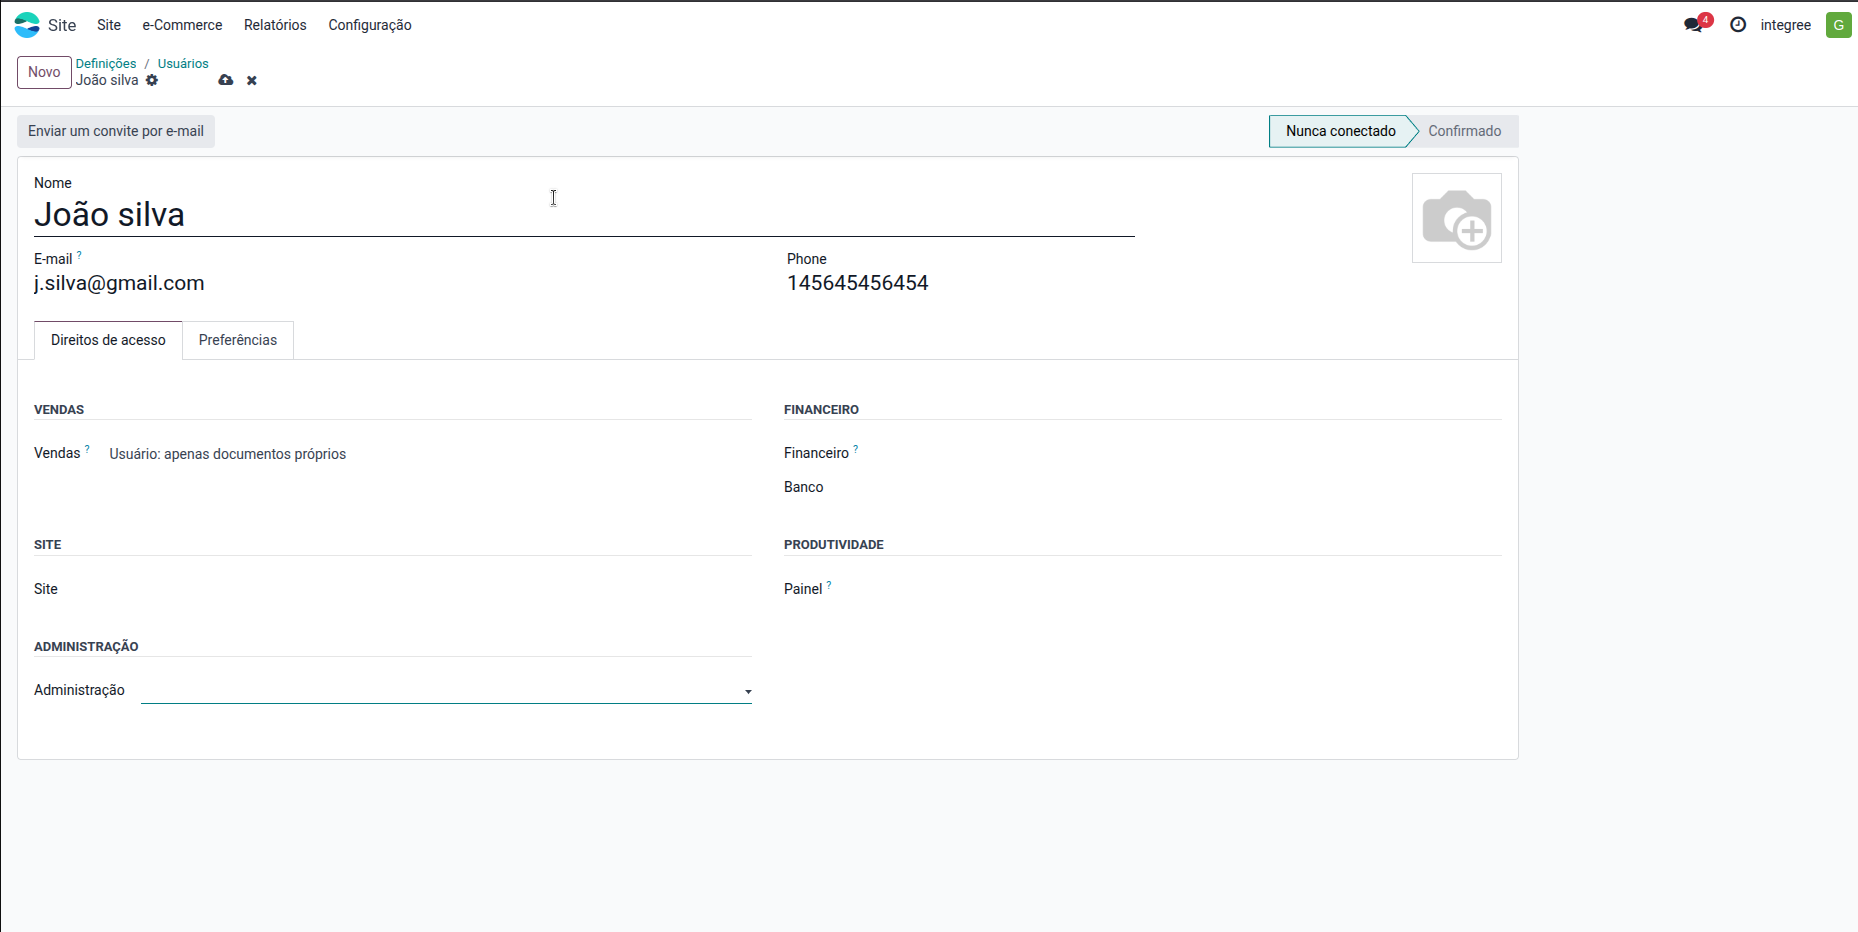 Site Site e-Commerce Relatórios Configuração 4 integree G
Novo Definições / Usuários
João silva
Enviar um convite por e-mail Nunca conectado Confirmado
Nome
João silva
E-mail ? Phone
j.silva@gmail.com 145645456454
Direitos de acesso Preferências
VENDAS FINANCEIRO
Vendas ? Usuário: apenas documentos próprios Financeiro ?
Banco
SITE PRODUTIVIDADE
Site Painel ?
ADMINISTRAÇÃO
Administração